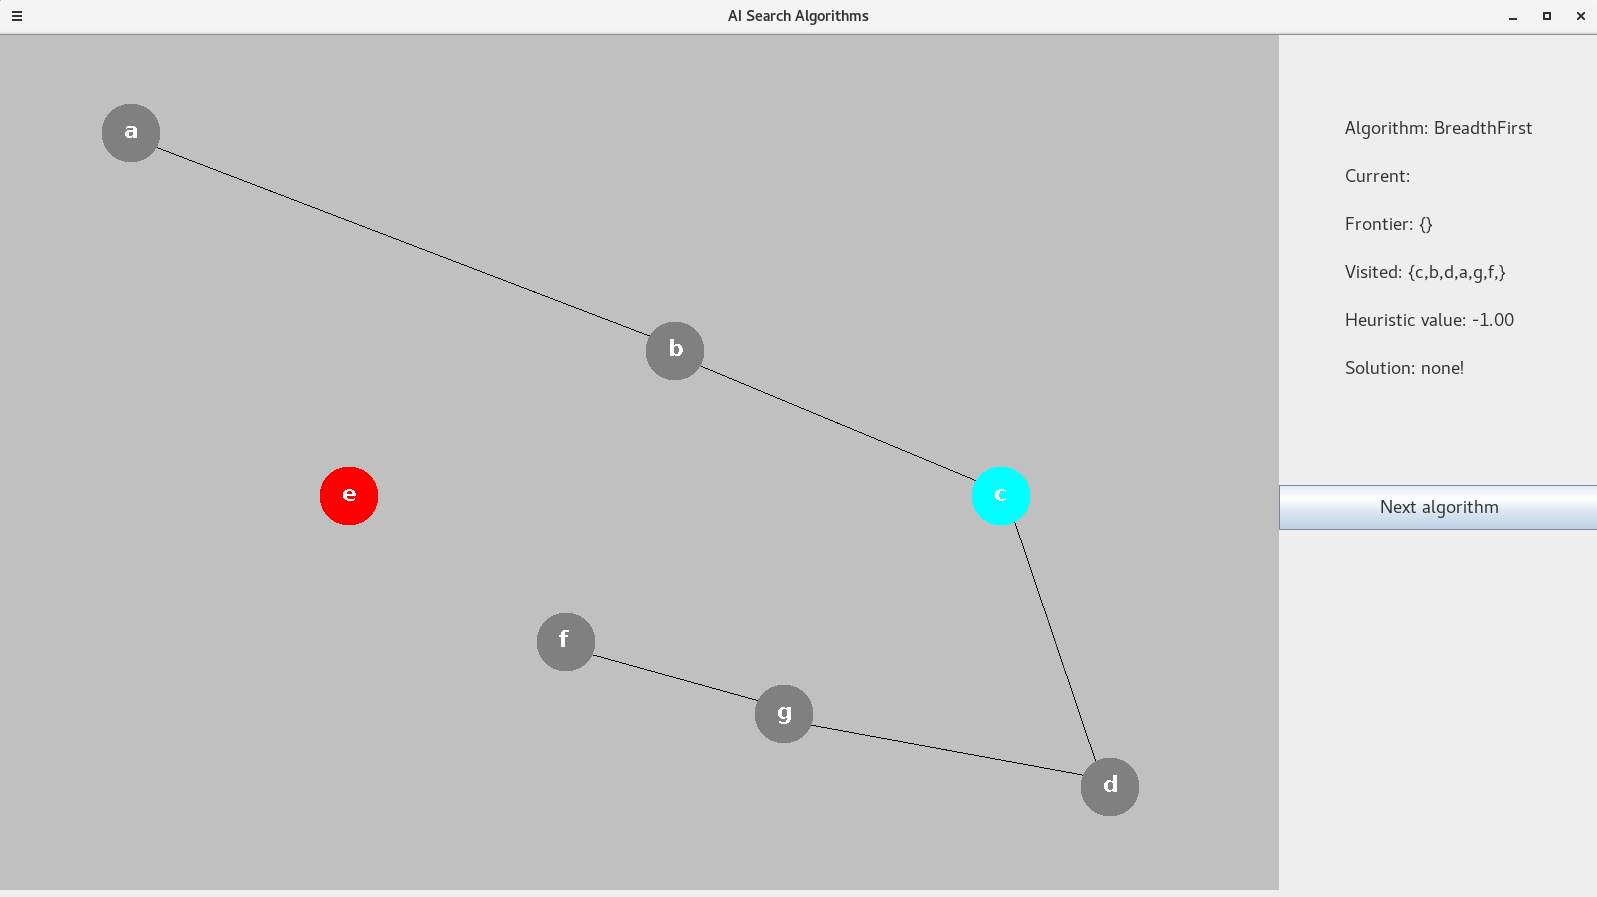 AI Search Algorithms
a
b
c
e
f
g
d
Algorithm: BreadthFirst
Current:
Frontier: {}
Visited: {c,b,d,a,g,f,}
Heuristic value: -1.00
Solution: none!
Next algorithm